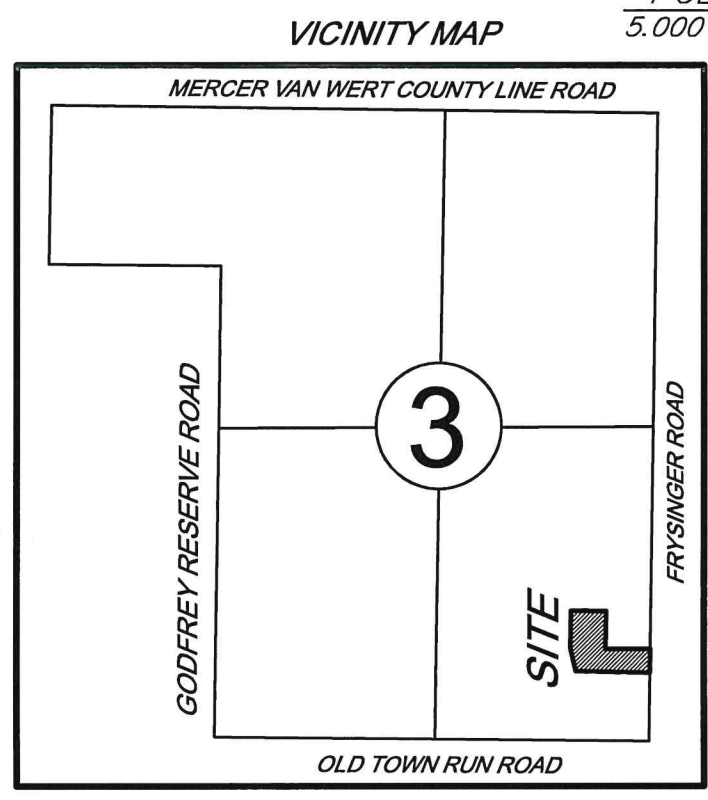 VICINITY MAP
5.000
MERCER VAN WERT COUNTY LINE ROAD
GODFREY RESERVE ROAD
3
FRYSINGER ROAD
SITE
OLD TOWN RUN ROAD